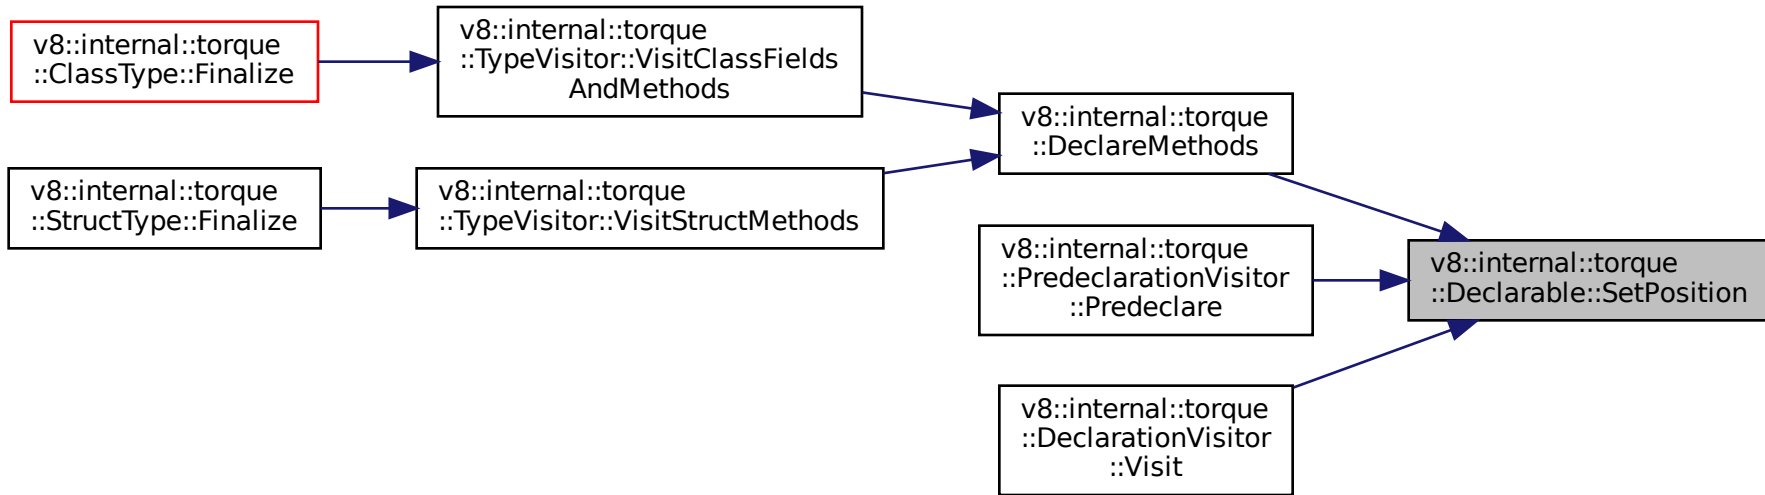 v8::internal::torque
::ClassType::Finalize
v8::internal::torque
::TypeVisitor::VisitClassFields
AndMethods
v8::internal::torque
::DeclareMethods
v8::internal::torque
::StructType::Finalize
v8::internal::torque
::TypeVisitor::VisitStructMethods
v8::internal::torque
::PredeclarationVisitor
::Predeclare
v8::internal::torque
::Declarable::SetPosition
v8::internal::torque
::DeclarationVisitor
::Visit